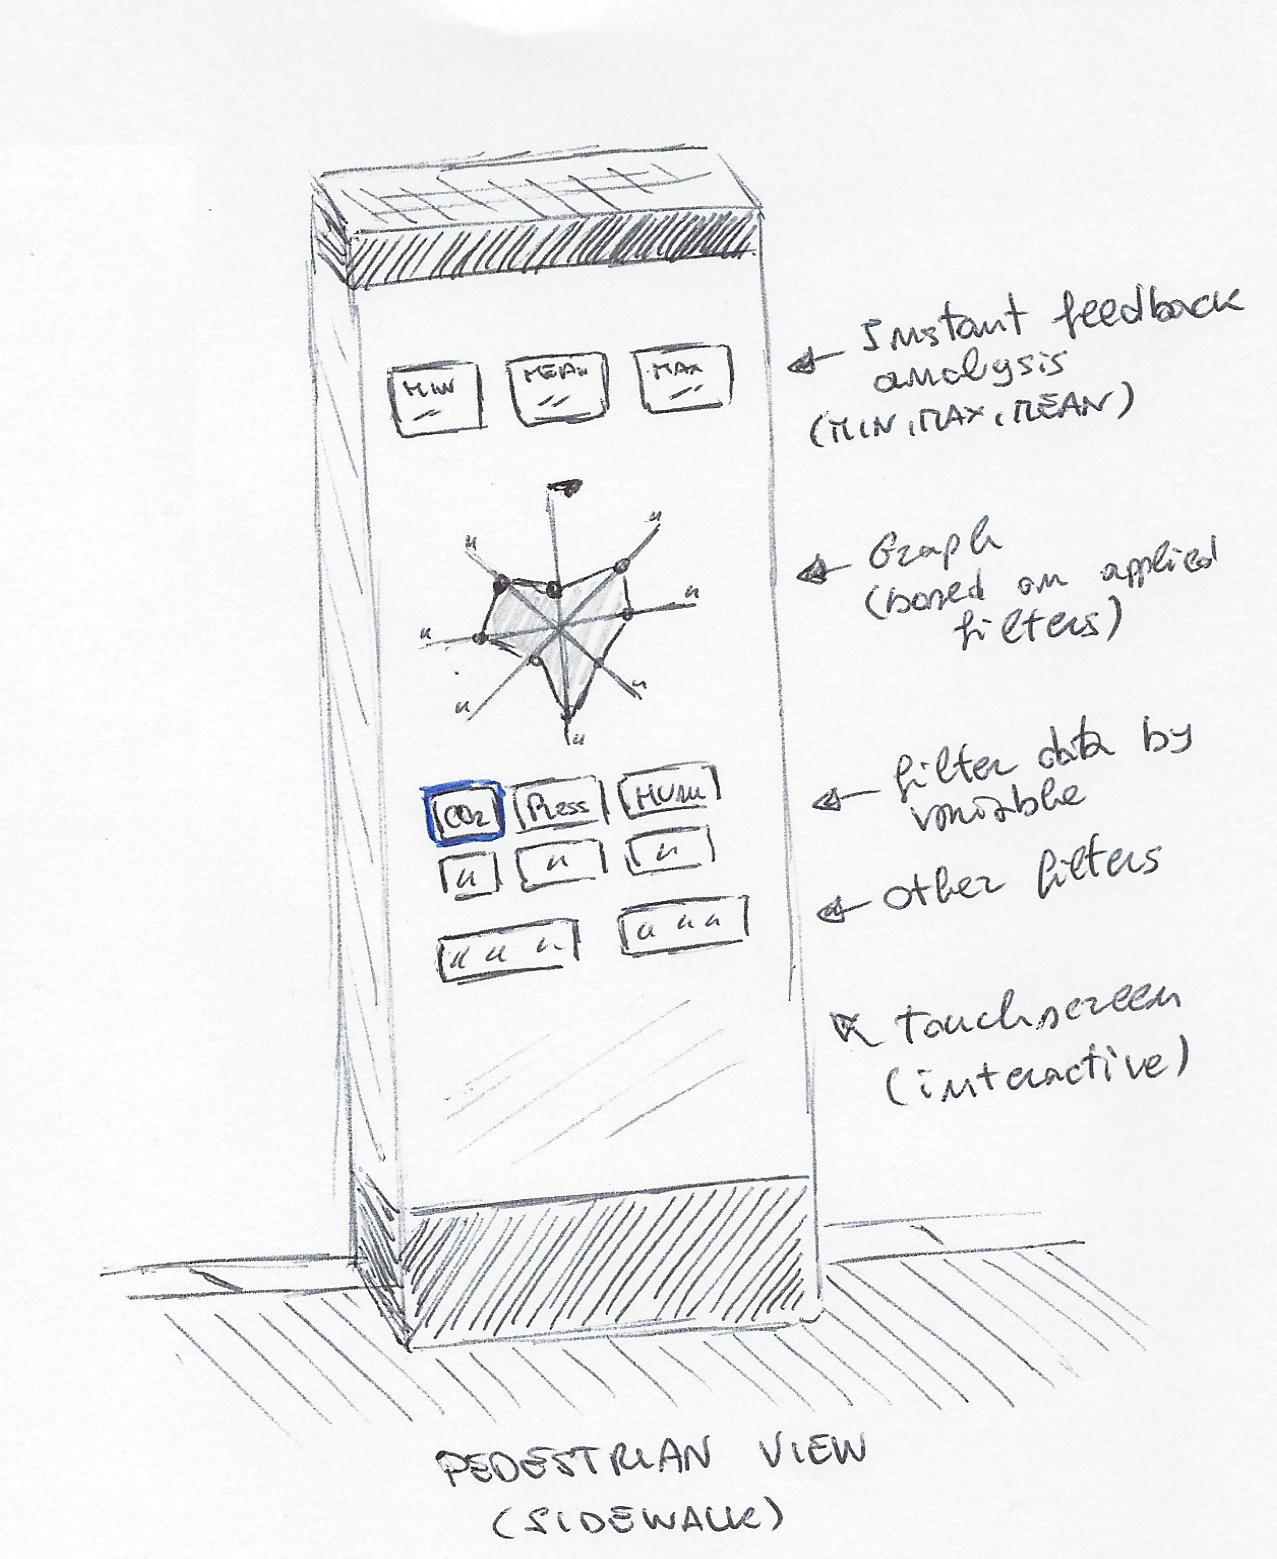 MIN MEAN MAX
Instant feedback
analysis
(MIN, MAX, MEAN)
Graph
(based on applied
filters)
CO2 Press HUM
filter data by
variable
Other filters
touchscreen
(interactive)
PEDESTRIAN VIEW
(SIDEWALK)